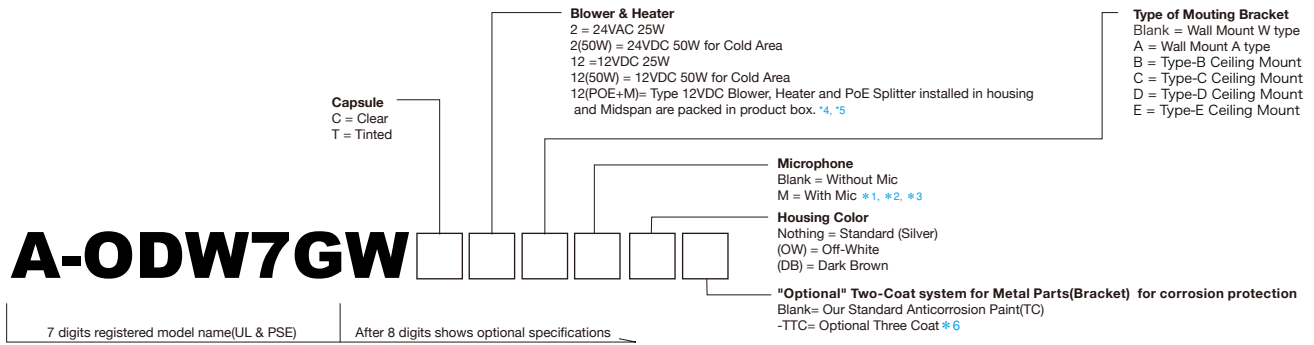 Blower & Heater
2 = 24VAC 25W
2(50W) = 24VDC 50W for Cold Area
12 =12VDC 25W
12(50W) = 12VDC 50W for Cold Area
12(POE+M)= Type 12VDC Blower, Heater and PoE Splitter installed in housing
and Midspan are packed in product box. *4, *5
Type of Mouting Bracket
Blank = Wall Mount W type
A = Wall Mount A type
B = Type-B Ceiling Mount
C = Type-C Ceiling Mount
D = Type-D Ceiling Mount
E = Type-E Ceiling Mount
Capsule
C = Clear
T = Tinted
Microphone
Blank = Without Mic
M = With Mic *1, *2, *3
Housing Color
Nothing = Standard (Silver)
(OW) = Off-White
(DB) = Dark Brown
A-ODW7GW
"Optional" Two-Coat system for Metal Parts(Bracket) for corrosion protection
Blank= Our Standard Anticorrosion Paint(TC)
-TTC= Optional Three Coat *6
7 digits registered model name(UL & PSE)
After 8 digits shows optional specifications